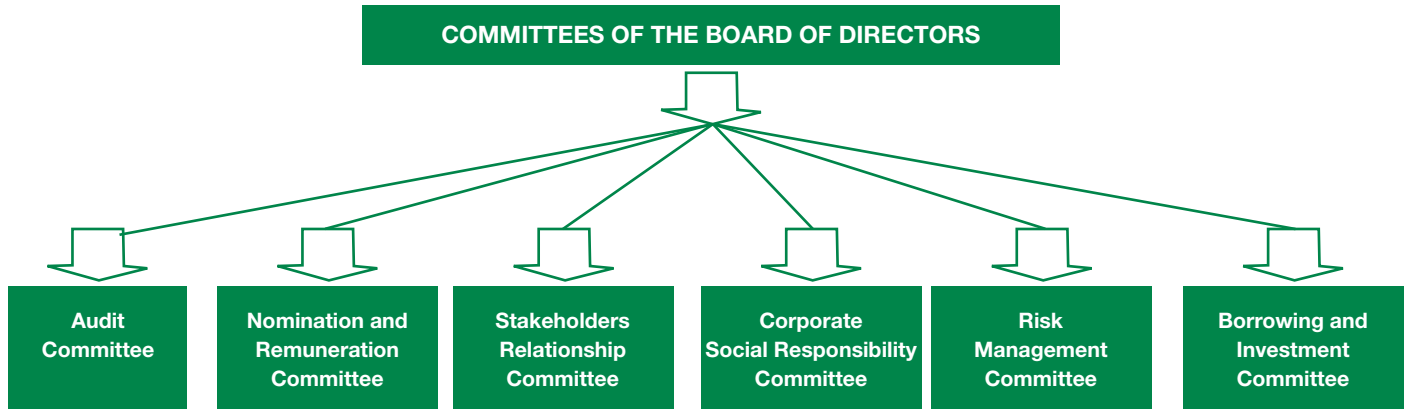 COMMITTEES OF THE BOARD OF DIRECTORS
Audit
Committee
Nomination and
Remuneration
Committee
Stakeholders
Relationship
Committee
Corporate
Social Responsibility
Committee
Risk
Management
Committee
Borrowing and
Investment
Committee